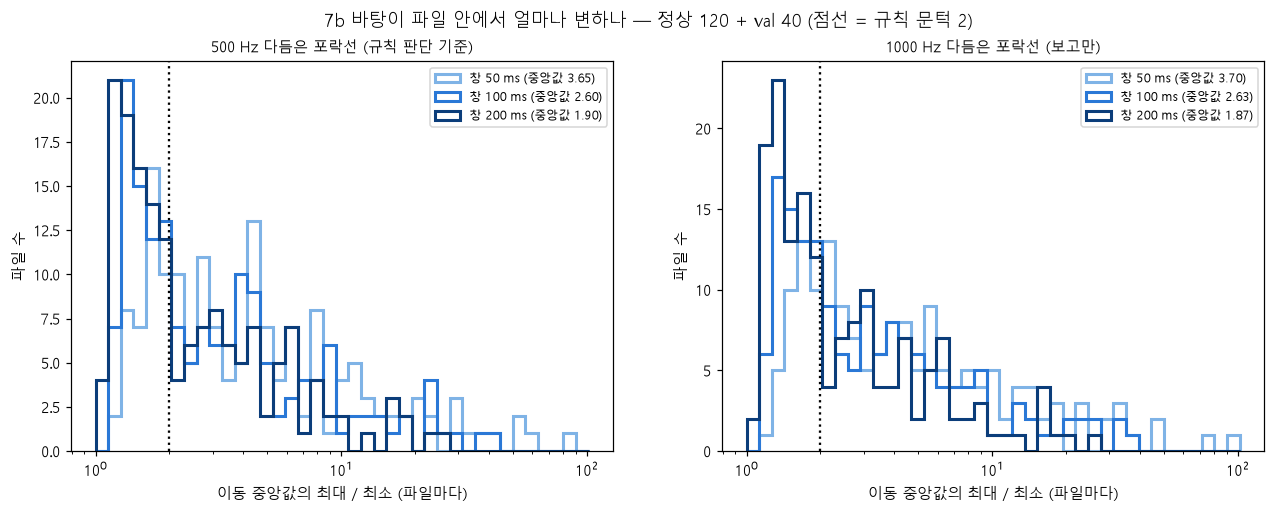 7b 바탕이 파일 안에서 얼마나 변하나 — 정상 120 + val 40 (점선 = 규칙 문턱 2)
500 Hz 다듬은 포락선 (규칙 판단 기준)
창 50 ms (중앙값 3.65)
창 100 ms (중앙값 2.60)
창 200 ms (중앙값 1.90)
파일 수
20.0
17.5
15.0
12.5
10.0
7.5
5.0
2.5
0.0
10⁰
10¹
10²
이동 중앙값의 최대 / 최소 (파일마다)
1000 Hz 다듬은 포락선 (보고만)
창 50 ms (중앙값 3.70)
창 100 ms (중앙값 2.63)
창 200 ms (중앙값 1.87)
파일 수
20
15
10
5
0
10⁰
10¹
10²
이동 중앙값의 최대 / 최소 (파일마다)